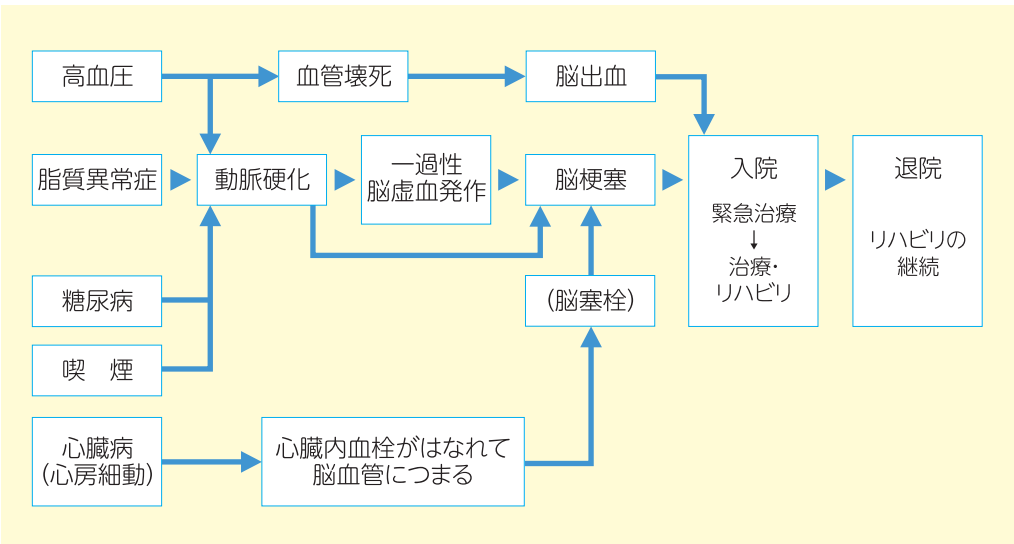 高血圧
血管壊死
脳出血
脂質異常症
動脈硬化
一過性
脳虚血発作
脳梗塞
入院
緊急治療
↓
治療・
リハビリ
退院
リハビリの
継続
糖尿病
(脳塞栓)
喫　煙
心臓病
(心房細動)
心臓内血栓がはなれて
脳血管につまる